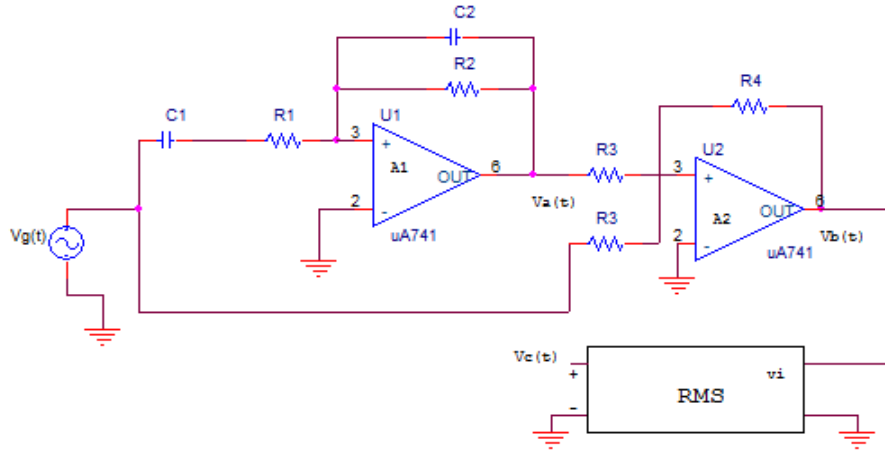 C2
R2
R4
C1
R1
U1
3
+
A1
OUT
6
2
-
uA741
R3
Va(t)
R3
U2
3
+
A2
OUT
6
2
-
uA741
Vb(t)
Vg(t)
Vc(t)
+
-
vi
RMS